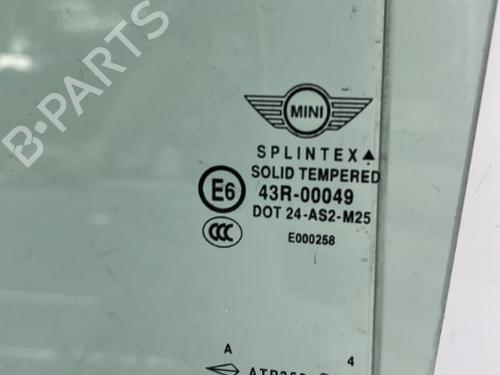 B-PARTS
MINI
SPLINTEX
SOLID TEMPERED
E6
43R-00049
DOT 24-AS2-M25
CCC
E000258
A 4